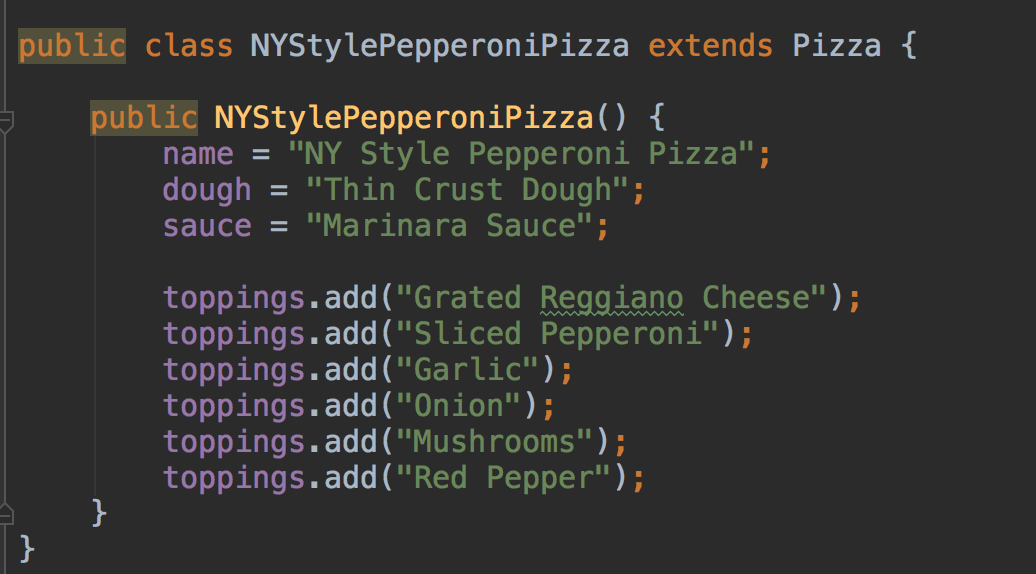 public class NYStylePepperoniPizza extends Pizza {
public NYStylePepperoniPizza() {
name = "NY Style Pepperoni Pizza";
dough = "Thin Crust Dough";
sauce = "Marinara Sauce";
toppings.add("Grated Reggiano Cheese");
toppings.add("Sliced Pepperoni");
toppings.add("Garlic");
toppings.add("Onion");
toppings.add("Mushrooms");
toppings.add("Red Pepper");
}
}